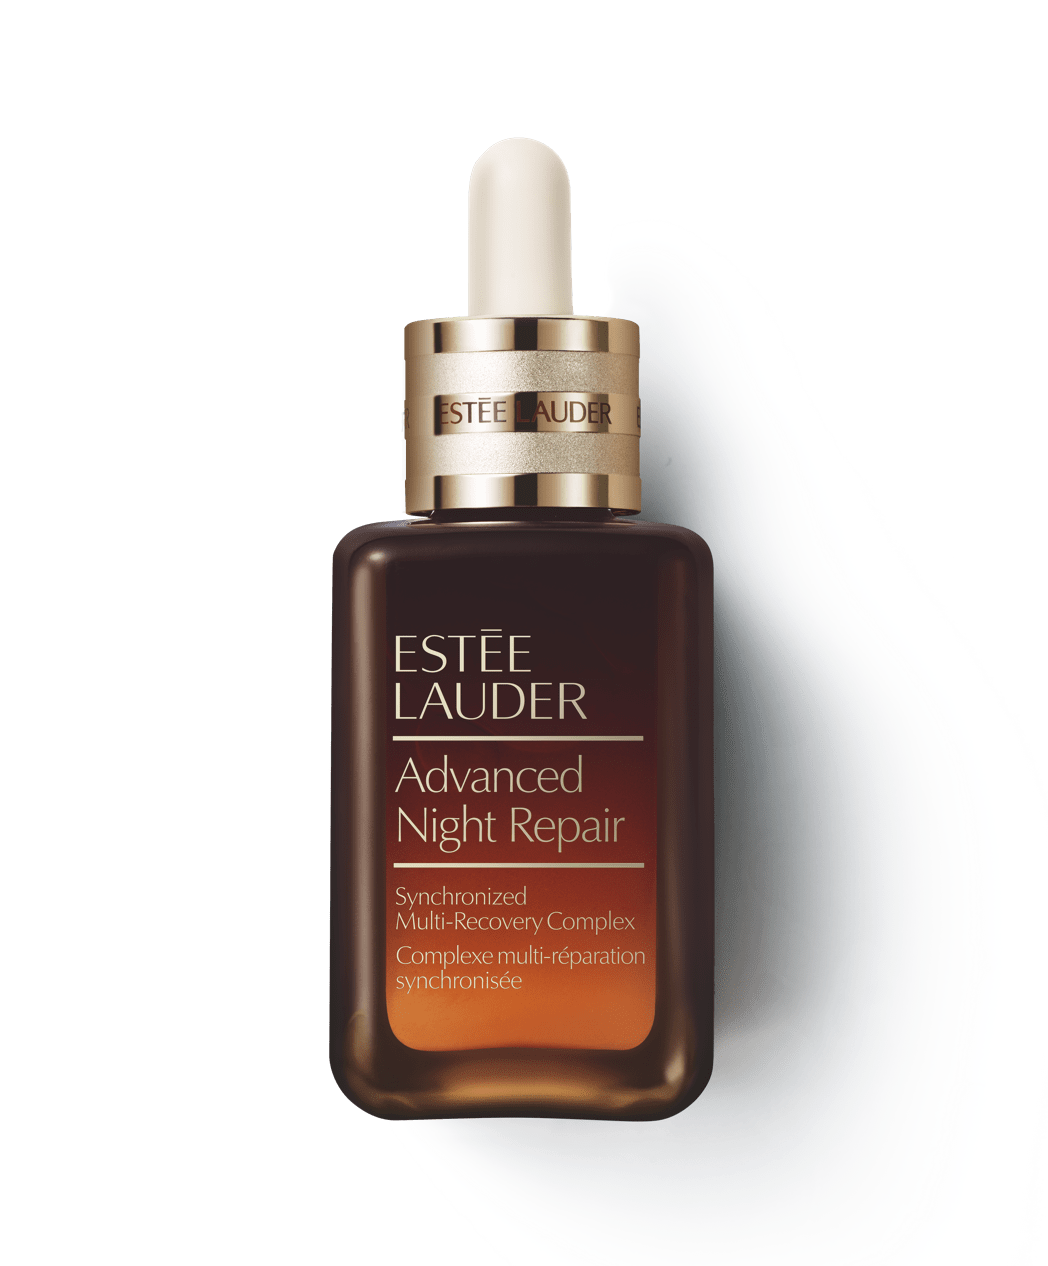 ESTĒE LAUDER
ESTĒE
LAUDER
Advanced
Night Repair
Synchronized
Multi-Recovery Complex
Complexe multi-réparation
synchronisée